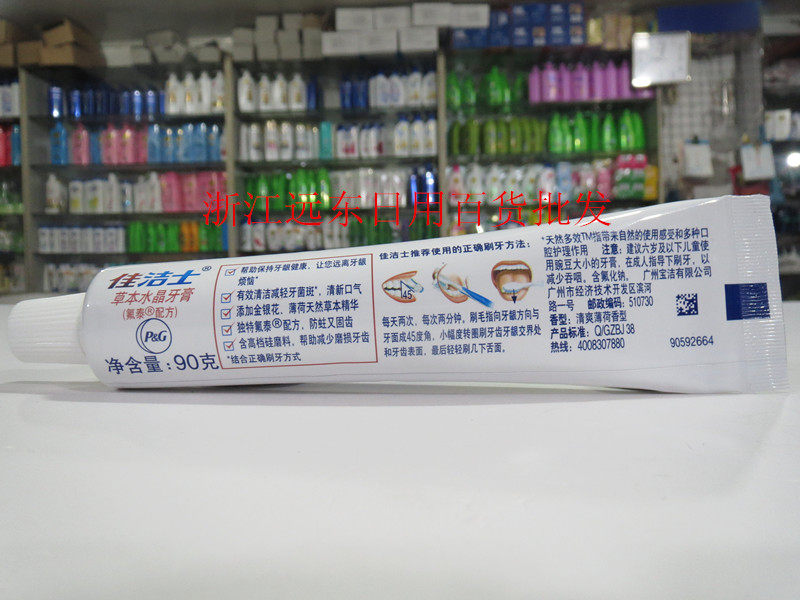 浙江远东日用百货批发
佳洁士®
草本水晶牙膏
(氟泰®配方)
P&G
净含量:90克
帮助保持牙龈健康,让您远离牙龈
烦恼*
有效清洁减轻牙菌斑*,清新口气
添加金银花、薄荷天然草本精华
独特氟泰®配方、防蛀又固齿
含高档硅磨料,帮助减少磨损牙齿
*结合正确刷牙方式
佳洁士推荐使用的正确刷牙方法:
45
每天两次,每次两分钟,刷毛指向牙龈方向与
牙面成45度角,小幅度转圈刷牙齿牙龈交界处
和牙齿表面,最后轻轻刷几下舌面。
*天然多效™指带来自然的使用感受和多种口
腔护理作用 注意:建议六岁及以下儿童使
用豌豆大小的牙膏,在成人指导下刷牙,以
减少吞咽。含氟化钠。 广州宝洁有限公司
广州市经济技术开发区滨河
路一号 邮政编码:510730
香型:清爽薄荷香型
产品标准:Q/GZBJ 38
热线:4008307880
90592664